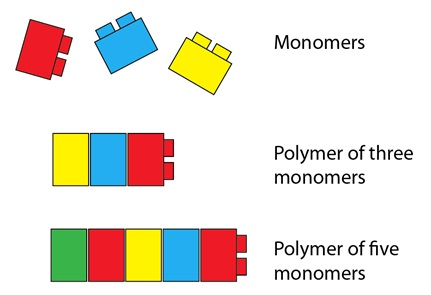 Monomers
Polymer of three
monomers
Polymer of five
monomers